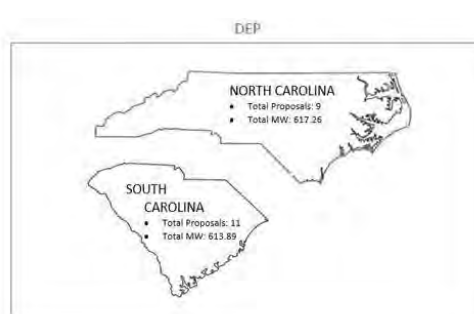 DEP
NORTH CAROLINA
• Total Proposals: 9
• Total MW: 617.26
SOUTH
CAROLINA
• Total Proposals: 11
• Total MW: 613.89